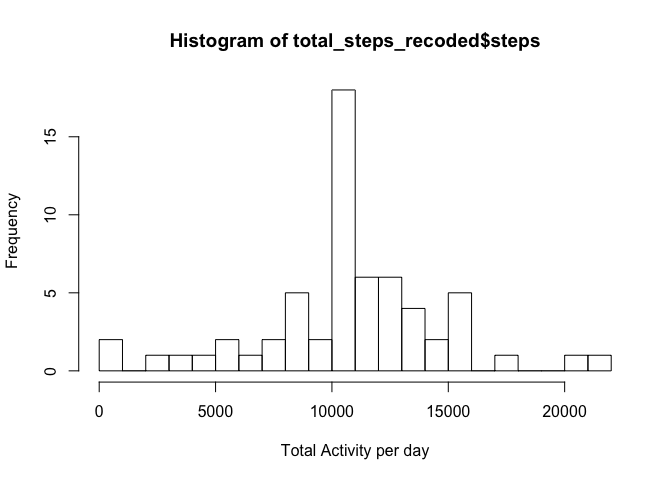 Histogram of total_steps_recoded$steps
Frequency
15
10
5
0
0 5000 10000 15000 20000
Total Activity per day